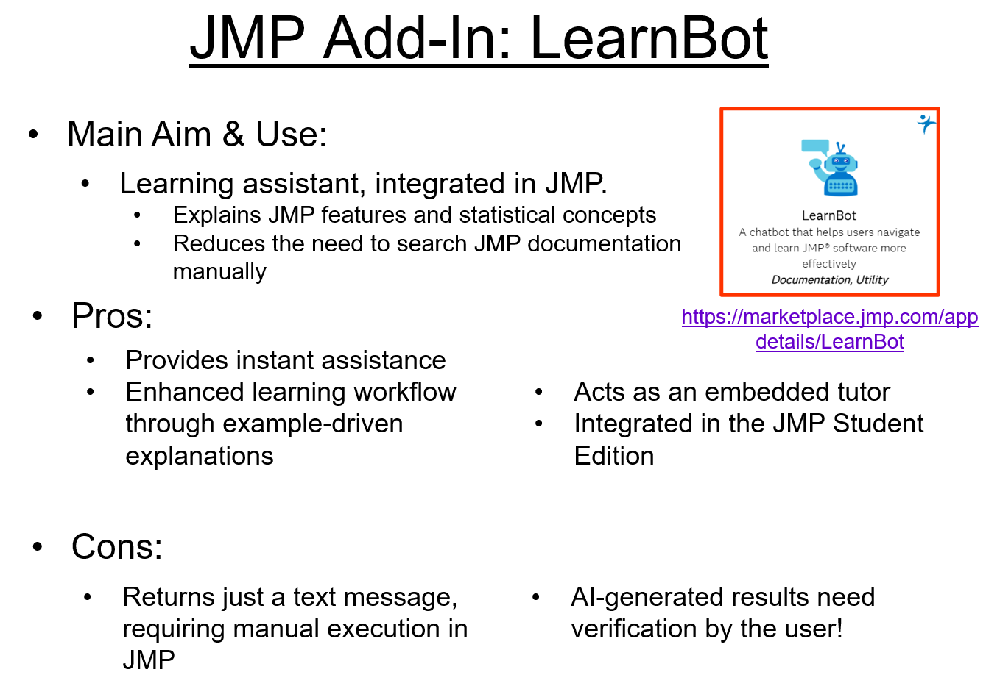 JMP Add-In: LearnBot
• Main Aim & Use:
• Learning assistant, integrated in JMP.
• Explains JMP features and statistical concepts
• Reduces the need to search JMP documentation
manually
LearnBot
A chatbot that helps users navigate
and learn JMP® software more
effectively
Documentation, Utility
https://marketplace.jmp.com/app
details/LearnBot
• Pros:
• Provides instant assistance
• Enhanced learning workflow
through example-driven
explanations
• Acts as an embedded tutor
• Integrated in the JMP Student
Edition
• Cons:
• Returns just a text message,
requiring manual execution in
JMP
• AI-generated results need
verification by the user!